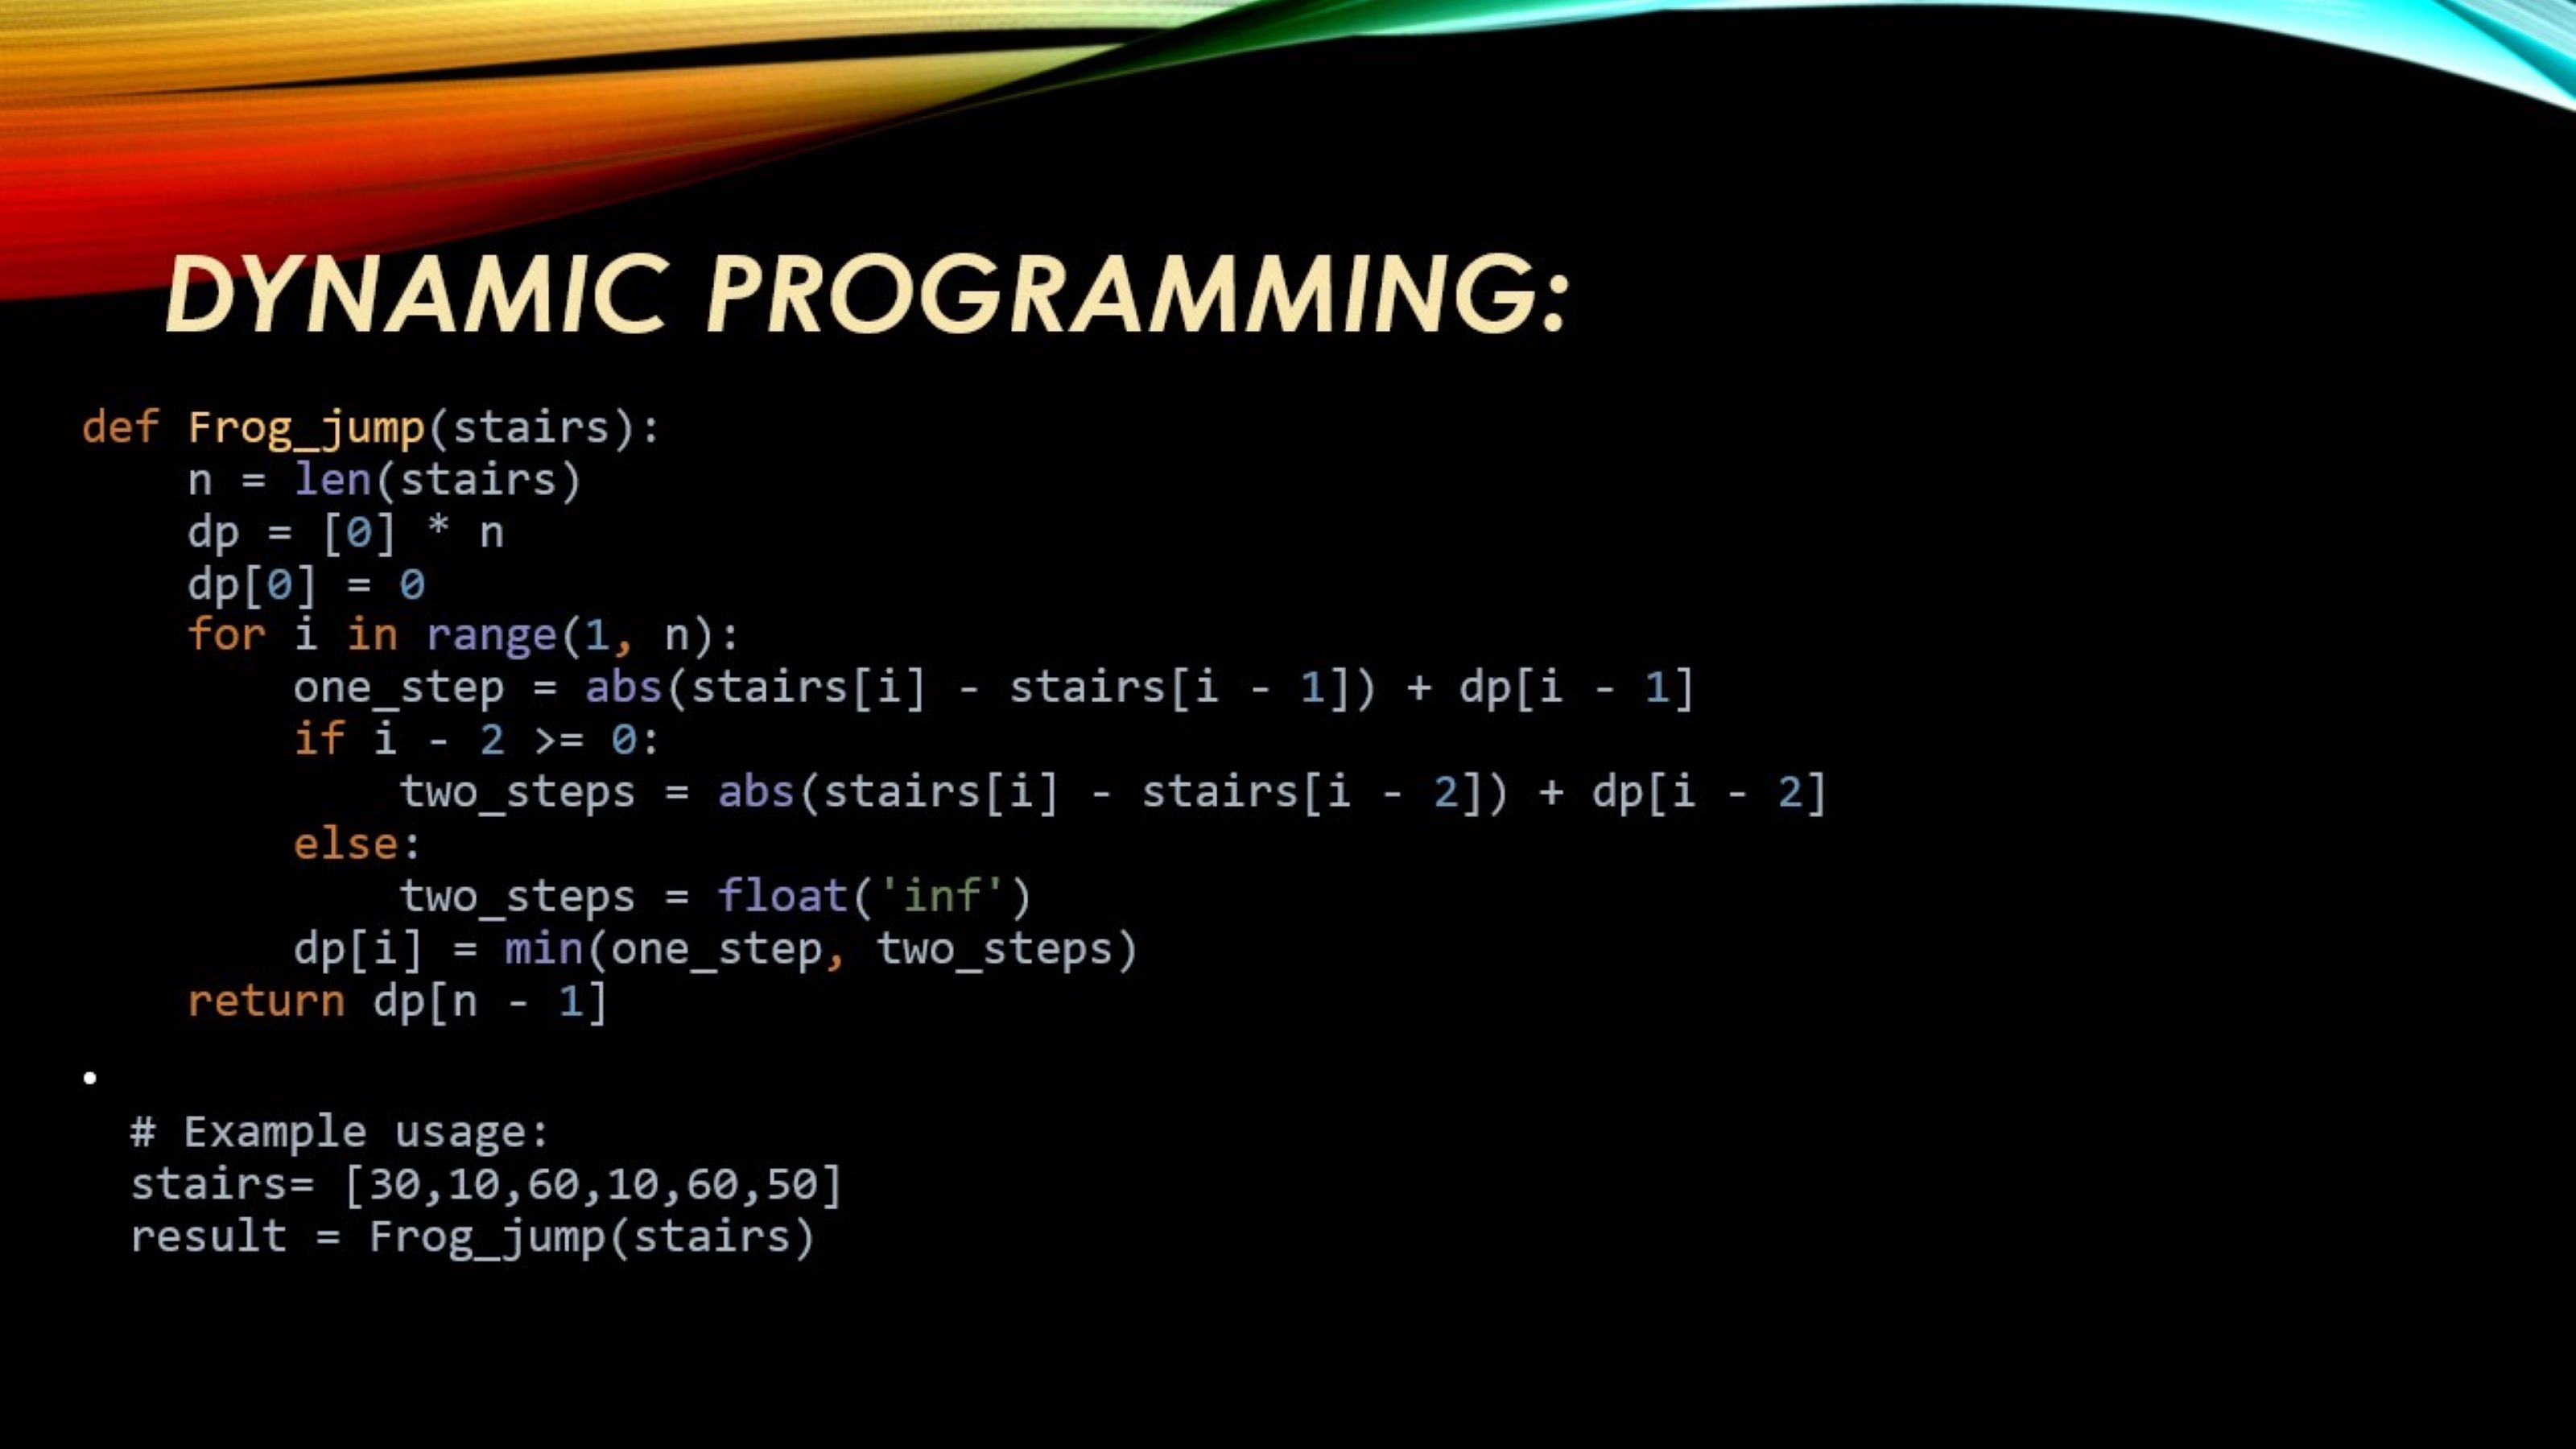 DYNAMIC PROGRAMMING:
def Frog_jump(stairs):
    n = len(stairs)
    dp = [0] * n
    dp[0] = 0
    for i in range(1, n):
        one_step = abs(stairs[i] - stairs[i - 1]) + dp[i - 1]
        if i - 2 >= 0:
            two_steps = abs(stairs[i] - stairs[i - 2]) + dp[i - 2]
        else:
            two_steps = float('inf')
        dp[i] = min(one_step, two_steps)
    return dp[n - 1]
•
# Example usage:
stairs= [30,10,60,10,60,50]
result = Frog_jump(stairs)